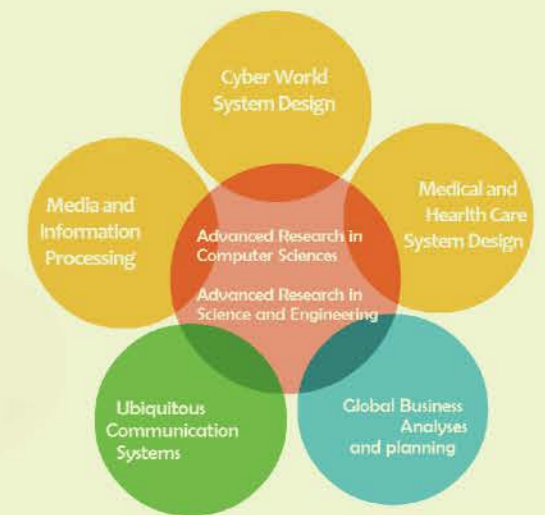 Cyber World
System Design
Media and
Information
Processing
Medical and
Hearlth Care
System Design
Advanced Research in
Computer Sciences
Advanced Research in
Science and Engineering
Ubiquitous
Communication
Systems
Global Business
Analyses
and planning